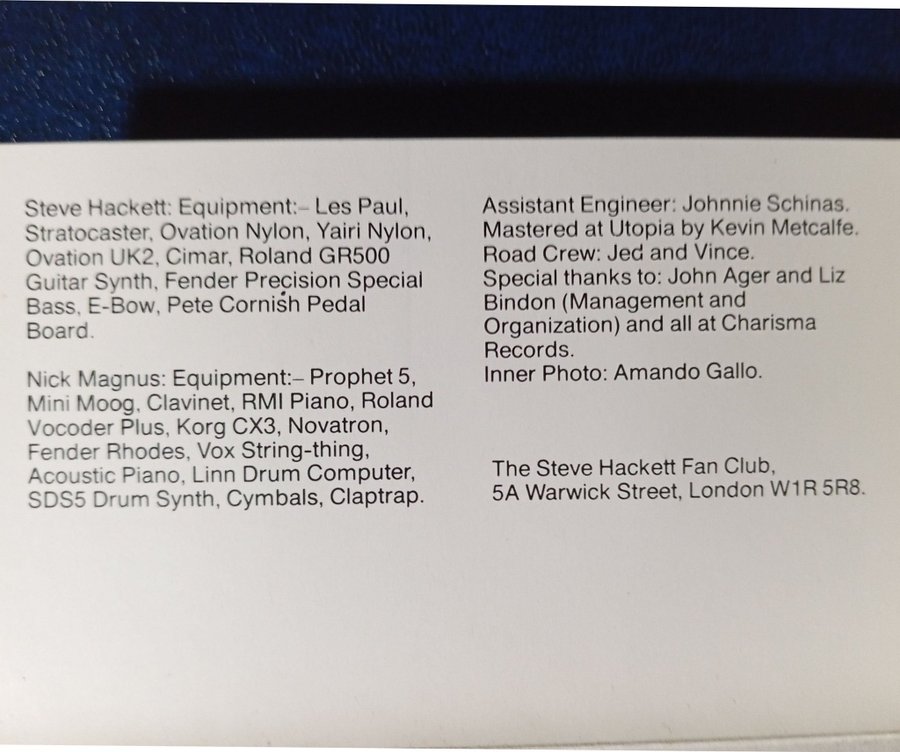 Steve Hackett: Equipment:– Les Paul,
Stratocaster, Ovation Nylon, Yairi Nylon,
Ovation UK2, Cimar, Roland GR500
Guitar Synth, Fender Precision Special
Bass, E-Bow, Pete Cornish Pedal
Board.
Nick Magnus: Equipment:– Prophet 5,
Mini Moog, Clavinet, RMI Piano, Roland
Vocoder Plus, Korg CX3, Novatron,
Fender Rhodes, Vox String-thing,
Acoustic Piano, Linn Drum Computer,
SDS5 Drum Synth, Cymbals, Claptrap.
Assistant Engineer: Johnnie Schinas.
Mastered at Utopia by Kevin Metcalfe.
Road Crew: Jed and Vince.
Special thanks to: John Ager and Liz
Bindon (Management and
Organization) and all at Charisma
Records.
Inner Photo: Amando Gallo.
The Steve Hackett Fan Club,
5A Warwick Street, London W1R 5R8.